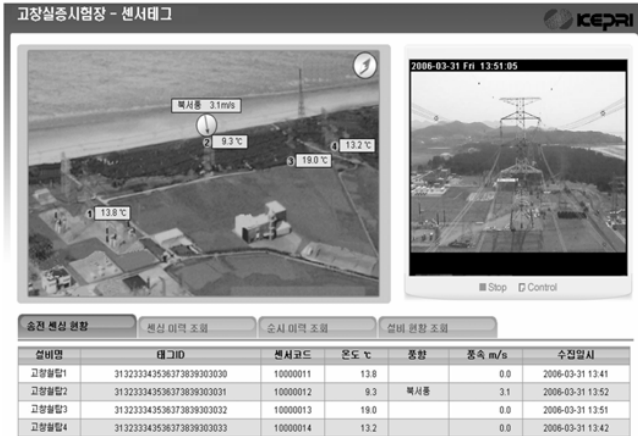 고창실증시험장 - 센서태그
KEPRI
북서풍 3.1m/s
2 9.3 ℃
4 13.2 ℃
3 19.0 ℃
1 13.8 ℃
2006-03-31 Fri 13:51:05
Stop Control
송전 센싱 현황 센싱 이력 조회 순시 이력 조회 설비 현황 조회
설비명 태그ID 센서코드 온도 ℃ 풍향 풍속 m/s 수집일시
고창철탑1 313233343536373839303030 10000011 13.8 0.0 2006-03-31 13:41
고창철탑2 313233343536373839303031 10000012 9.3 북서풍 3.1 2006-03-31 13:52
고창철탑3 313233343536373839303032 10000013 19.0 0.0 2006-03-31 13:51
고창철탑4 313233343536373839303033 10000014 13.2 0.0 2006-03-31 13:42